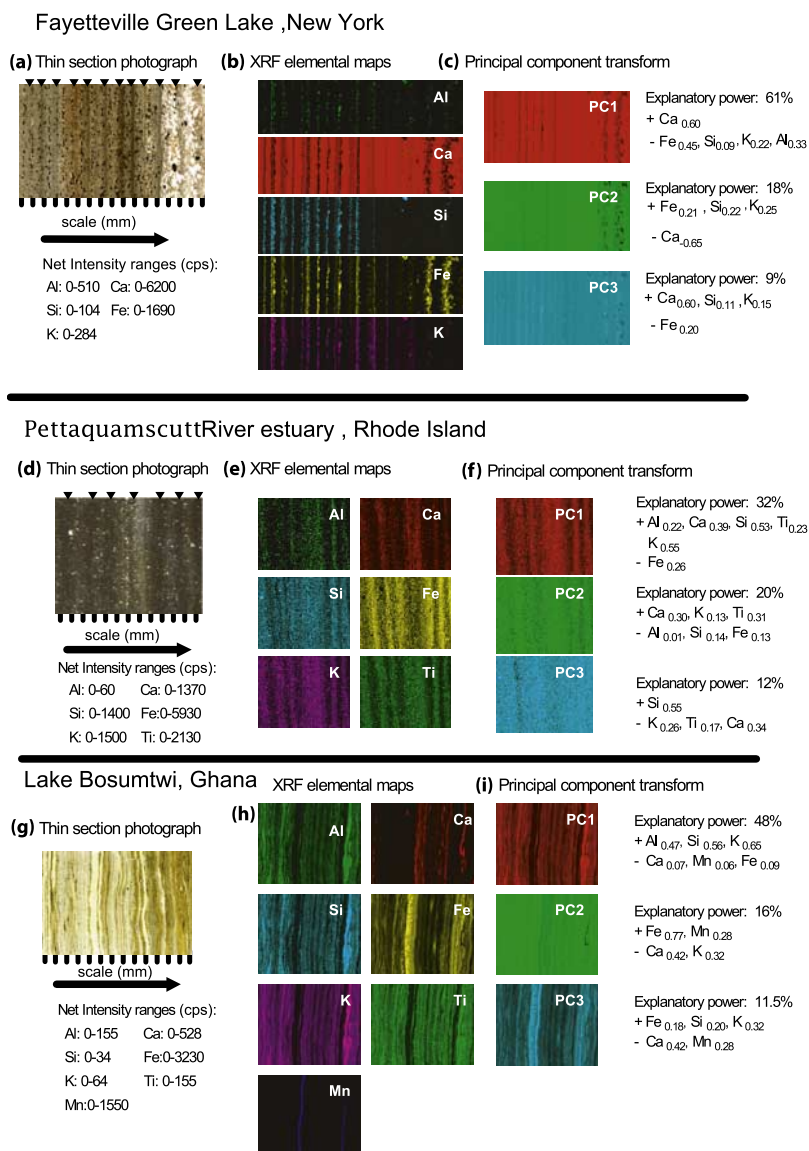 Fayetteville Green Lake ,New York
(a) Thin section photograph
scale (mm)
Net Intensity ranges (cps):
Al: 0-510 Ca: 0-6200
Si: 0-104 Fe: 0-1690
K: 0-284
(b) XRF elemental maps
Al
Ca
Si
Fe
K
(c) Principal component transform
PC1
Explanatory power: 61%
+ Ca 0.60
- Fe 0.45, Si 0.09, K 0.22, Al 0.33
PC2
Explanatory power: 18%
+ Fe 0.21 , Si 0.22, K 0.25
- Ca -0.65
PC3
Explanatory power: 9%
+ Ca 0.60, Si 0.11, K 0.15
- Fe 0.20
Pettaquamscutt River estuary , Rhode Island
(d) Thin section photograph
scale (mm)
Net Intensity ranges (cps):
Al: 0-60 Ca: 0-1370
Si: 0-1400 Fe:0-5930
K: 0-1500 Ti: 0-2130
(e) XRF elemental maps
Al Ca
Si Fe
K Ti
(f) Principal component transform
PC1
Explanatory power: 32%
+ Al 0.22, Ca 0.39, Si 0.53, Ti 0.23
K 0.55
- Fe 0.26
PC2
Explanatory power: 20%
+ Ca 0.30, K 0.13, Ti 0.31
- Al 0.01, Si 0.14, Fe 0.13
PC3
Explanatory power: 12%
+ Si 0.55
- K 0.26, Ti 0.17, Ca 0.34
Lake Bosumtwi, Ghana
(g) Thin section photograph
scale (mm)
Net Intensity ranges (cps):
Al: 0-155 Ca: 0-528
Si: 0-34 Fe:0-3230
K: 0-64 Ti: 0-155
Mn:0-1550
(h) XRF elemental maps
Al Ca
Si Fe
K Ti
Mn
(i) Principal component transform
PC1
Explanatory power: 48%
+ Al 0.47, Si 0.56, K 0.65
- Ca 0.07, Mn 0.06, Fe 0.09
PC2
Explanatory power: 16%
+ Fe 0.77, Mn 0.28
- Ca 0.42, K 0.32
PC3
Explanatory power: 11.5%
+ Fe 0.18, Si 0.20, K 0.32
- Ca 0.42, Mn 0.28